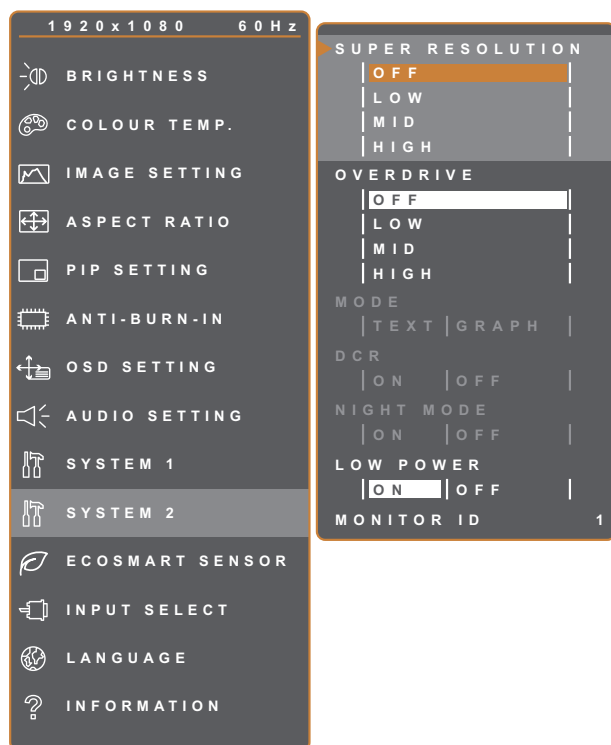 1920x1080 60Hz
BRIGHTNESS
COLOUR TEMP.
IMAGE SETTING
ASPECT RATIO
PIP SETTING
ANTI-BURN-IN
OSD SETTING
AUDIO SETTING
SYSTEM 1
SYSTEM 2
ECOSMART SENSOR
INPUT SELECT
LANGUAGE
INFORMATION
SUPER RESOLUTION
OFF
LOW
MID
HIGH
OVERDRIVE
OFF
LOW
MID
HIGH
MODE
TEXT GRAPH
DCR
ON OFF
NIGHT MODE
ON OFF
LOW POWER
ON OFF
MONITOR ID 1